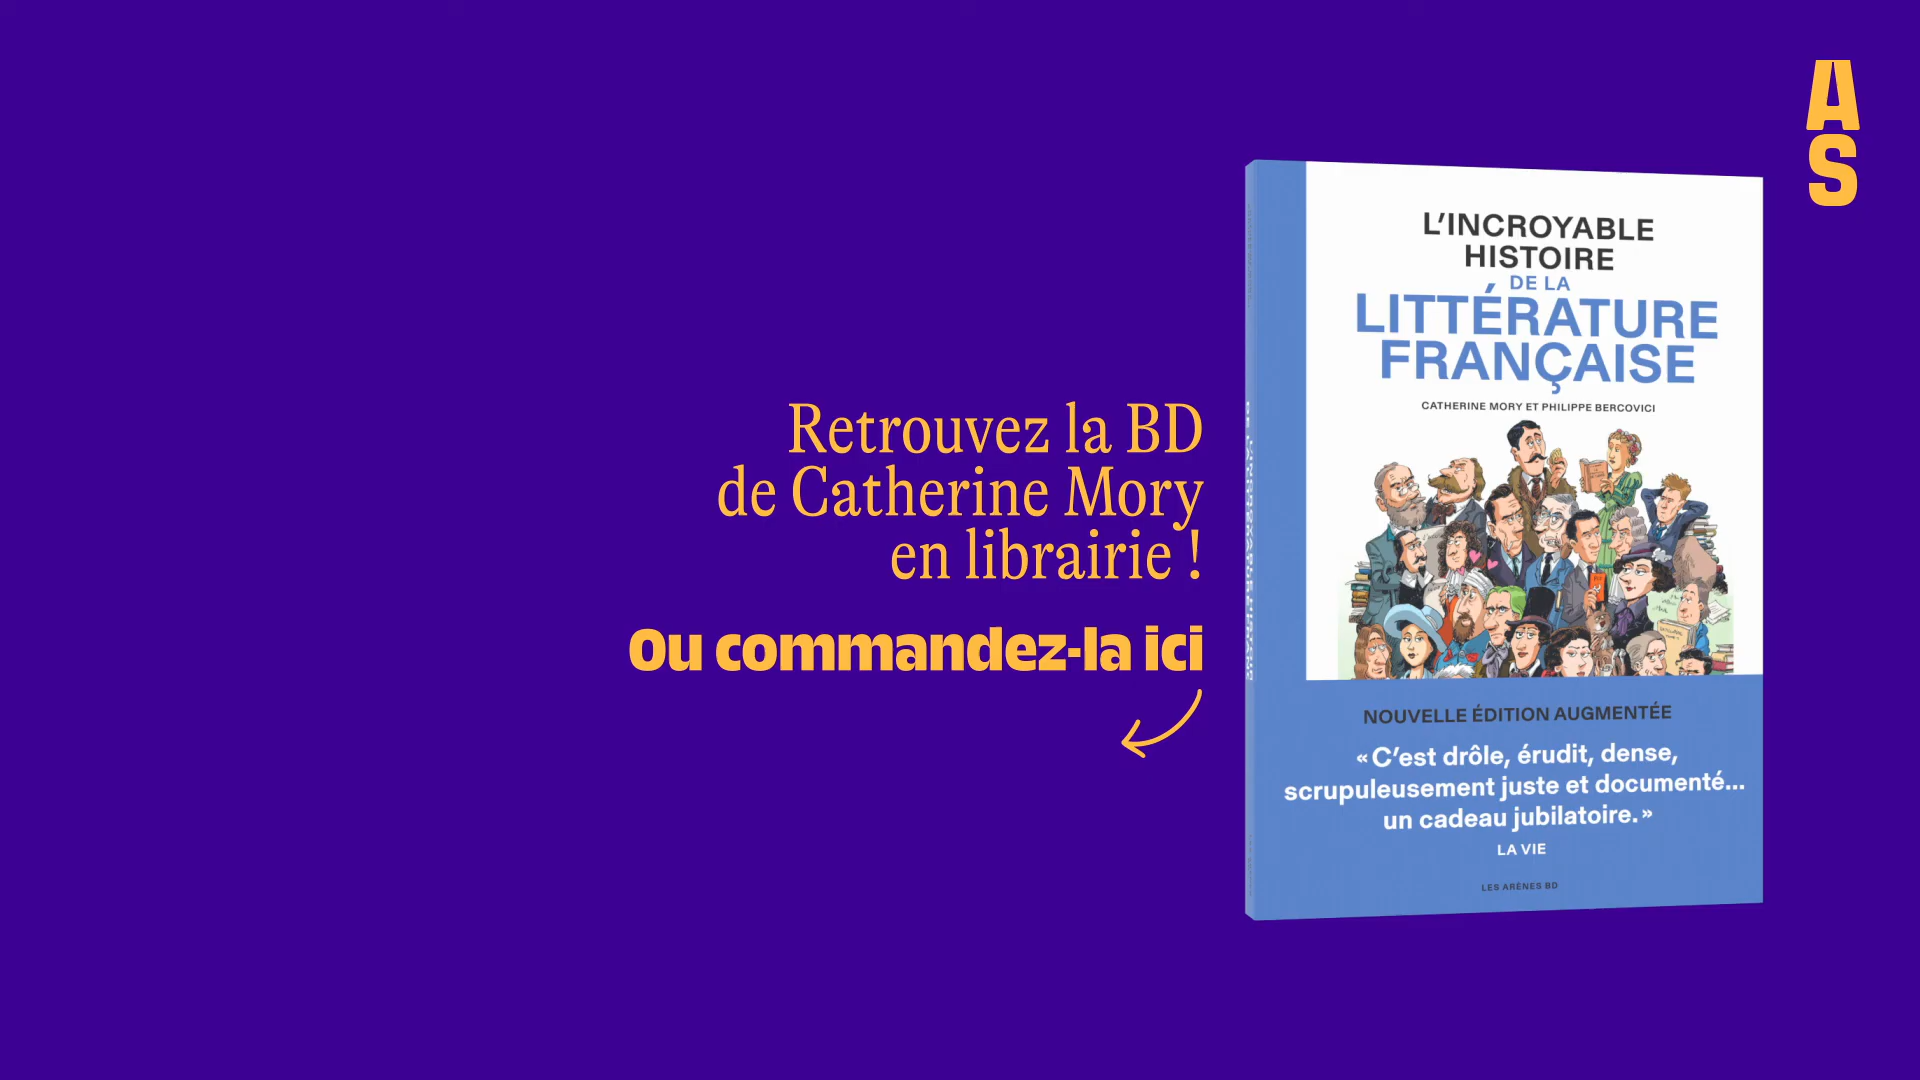 Retrouvez la BD
de Catherine Mory
en librairie !
Ou commandez-la ici
A
S
L'INCROYABLE
HISTOIRE
DE LA
LITTÉRATURE
FRANÇAISE
CATHERINE MORY ET PHILIPPE BERCOVICI
NOUVELLE ÉDITION AUGMENTÉE
« C'est drôle, érudit, dense,
scrupuleusement juste et documenté...
un cadeau jubilatoire. »
LA VIE
LES ARÈNES BD